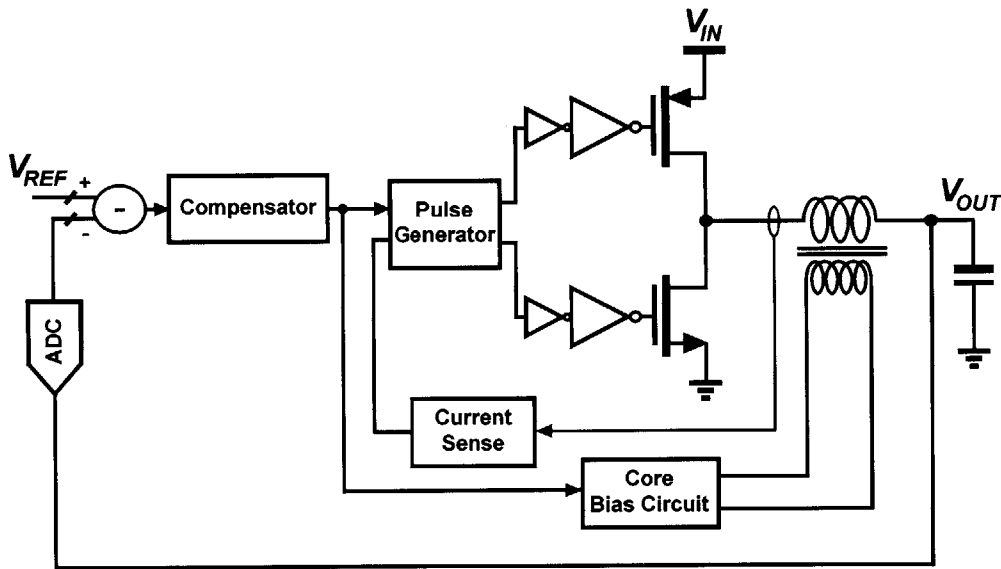 V_IN
V_REF
+
-
-
Compensator
Pulse
Generator
V_OUT
ADC
Current
Sense
Core
Bias Circuit